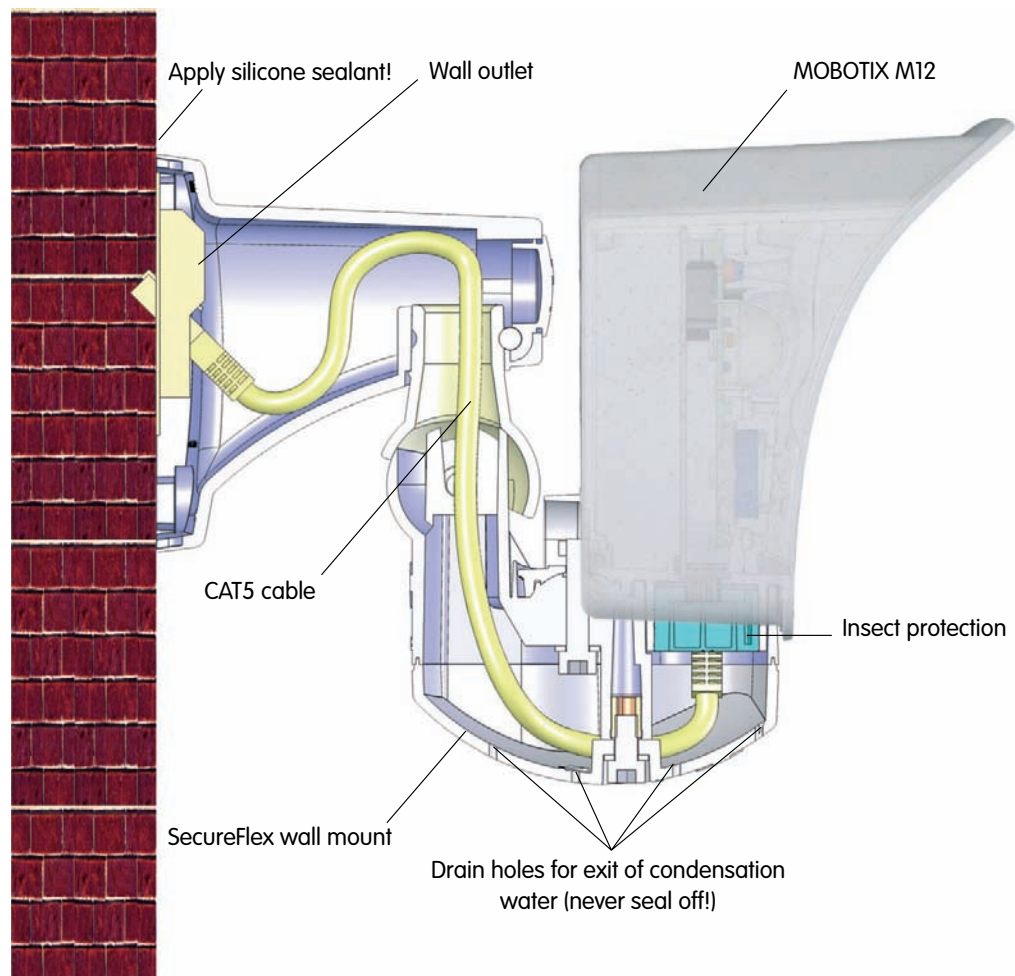 Apply silicone sealant!
Wall outlet
MOBOTIX M12
CAT5 cable
Insect protection
SecureFlex wall mount
Drain holes for exit of condensation
water (never seal off!)